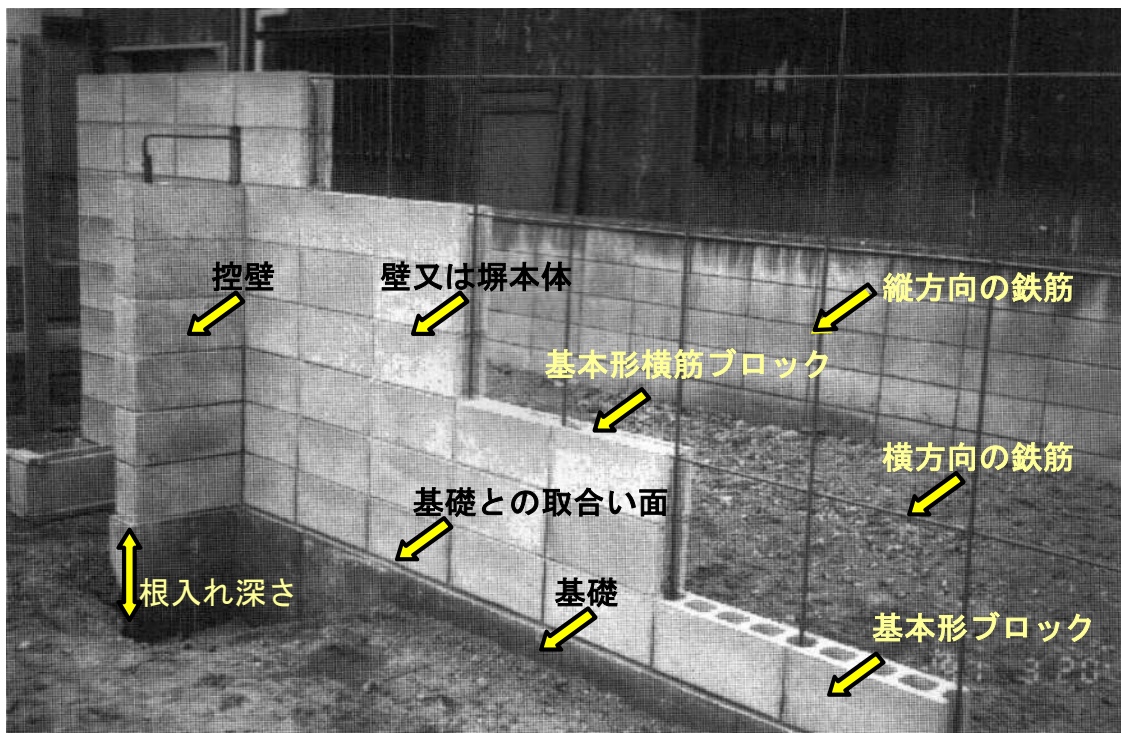 控壁
壁又は塀本体
縦方向の鉄筋
基本形横筋ブロック
横方向の鉄筋
基礎との取合い面
根入れ深さ
基礎
基本形ブロック